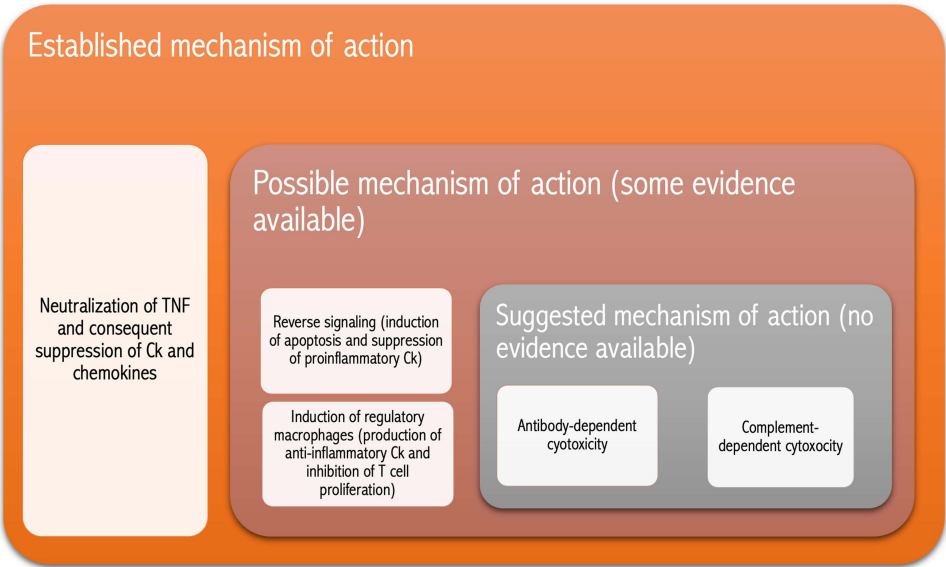 Established mechanism of action
Neutralization of TNF
and consequent
suppression of Ck and
chemokines
Possible mechanism of action (some evidence
available)
Reverse signaling (induction
of apoptosis and suppression
of proinflammatory Ck)
Induction of regulatory
macrophages (production of
anti-inflammatory Ck and
inhibition of T cell
proliferation)
Suggested mechanism of action (no
evidence available)
Antibody-dependent
cyotoxicity
Complement-
dependent cytoxocity